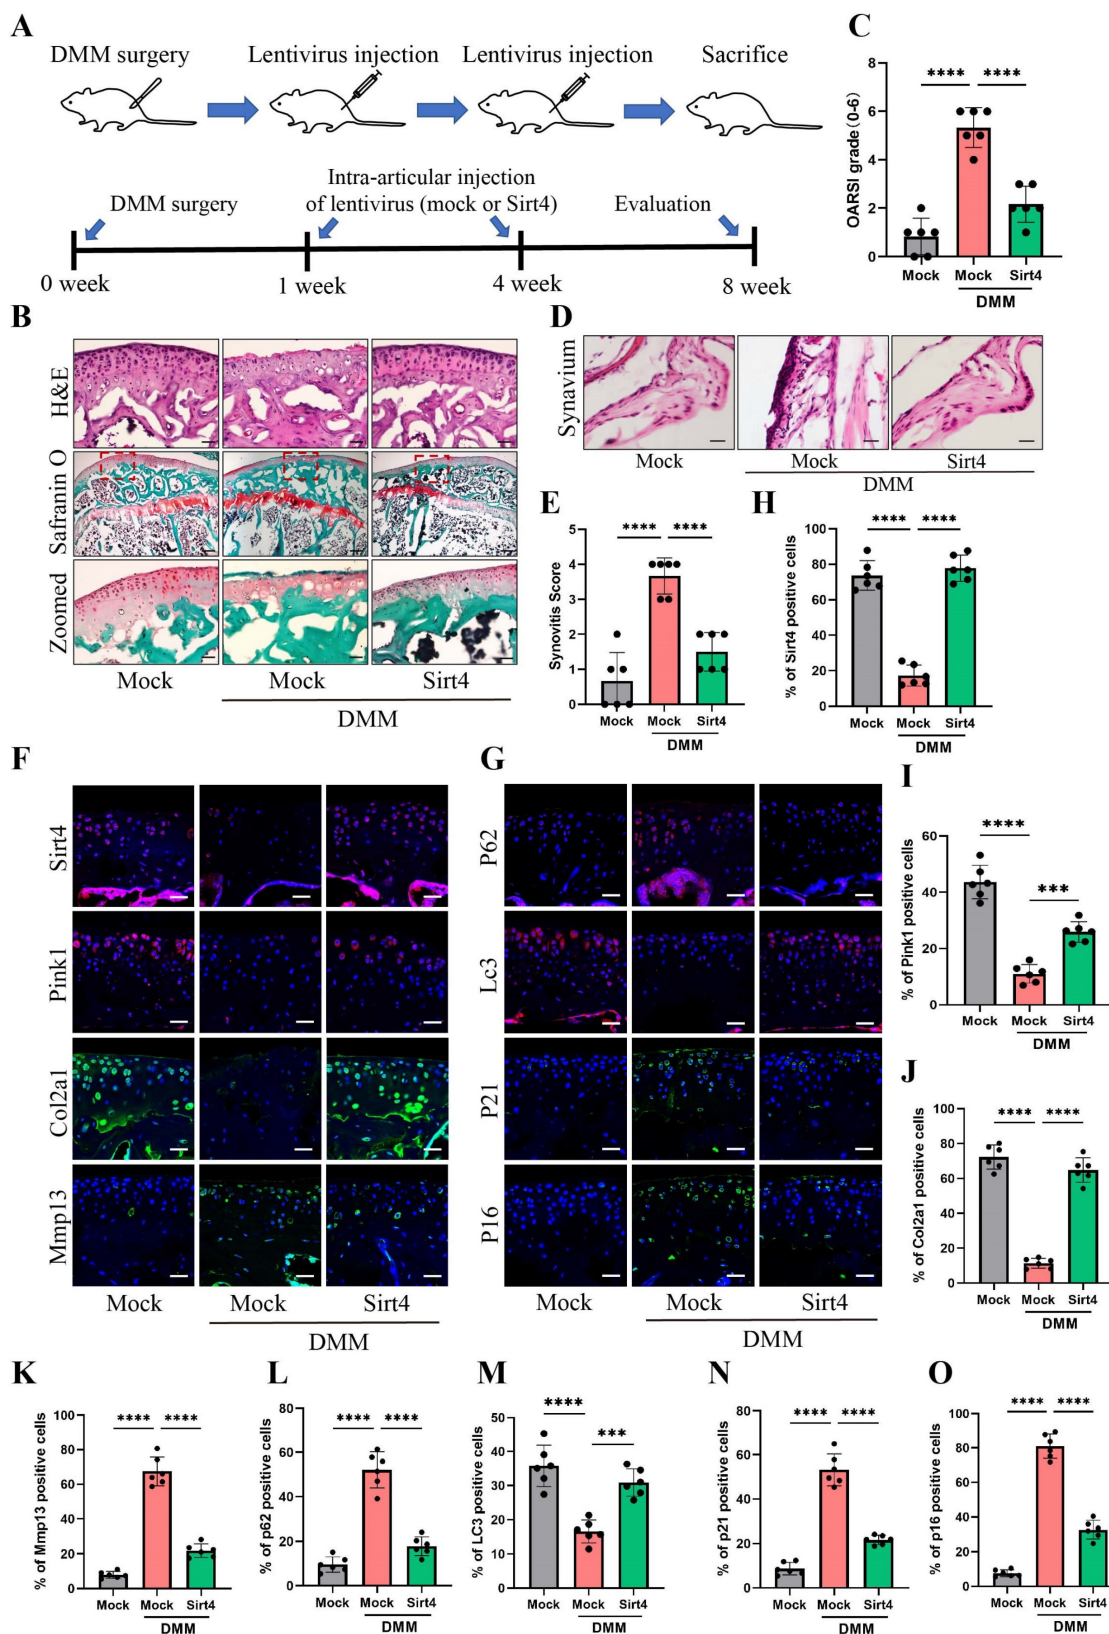 A
DMM surgery
Lentivirus injection
Lentivirus injection
Sacrifice
DMM surgery
Intra-articular injection
of lentivirus (mock or Sirt4)
Evaluation
0 week
1 week
4 week
8 week
B
H&E
Safranin O
Zoomed
Mock
Mock
Sirt4
DMM
C
OARSI grade (0-6)
8
6
4
2
0
****
****
Mock
Mock
Sirt4
DMM
D
Synavium
Mock
Mock
Sirt4
DMM
E
Synovitis Score
5
4
3
2
1
0
****
****
Mock
Mock
Sirt4
DMM
H
% of Sirt4 positive cells
100
80
60
40
20
0
****
****
Mock
Mock
Sirt4
DMM
F
Sirt4
Pink1
Col2a1
Mmp13
Mock
Mock
Sirt4
DMM
G
P62
Lc3
P21
P16
Mock
Mock
Sirt4
DMM
I
% of Pink1 positive cells
60
40
20
0
****
***
Mock
Mock
Sirt4
DMM
J
% of Col2a1 positive cells
100
80
60
40
20
0
****
****
Mock
Mock
Sirt4
DMM
K
% of Mmp13 positive cells
100
80
60
40
20
0
****
****
Mock
Mock
Sirt4
DMM
L
% of p62 positive cells
80
60
40
20
0
****
****
Mock
Mock
Sirt4
DMM
M
% of LC3 positive cells
50
40
30
20
10
0
****
***
Mock
Mock
Sirt4
DMM
N
% of p21 positive cells
80
60
40
20
0
****
****
Mock
Mock
Sirt4
DMM
O
% of p16 positive cells
100
80
60
40
20
0
****
****
Mock
Mock
Sirt4
DMM